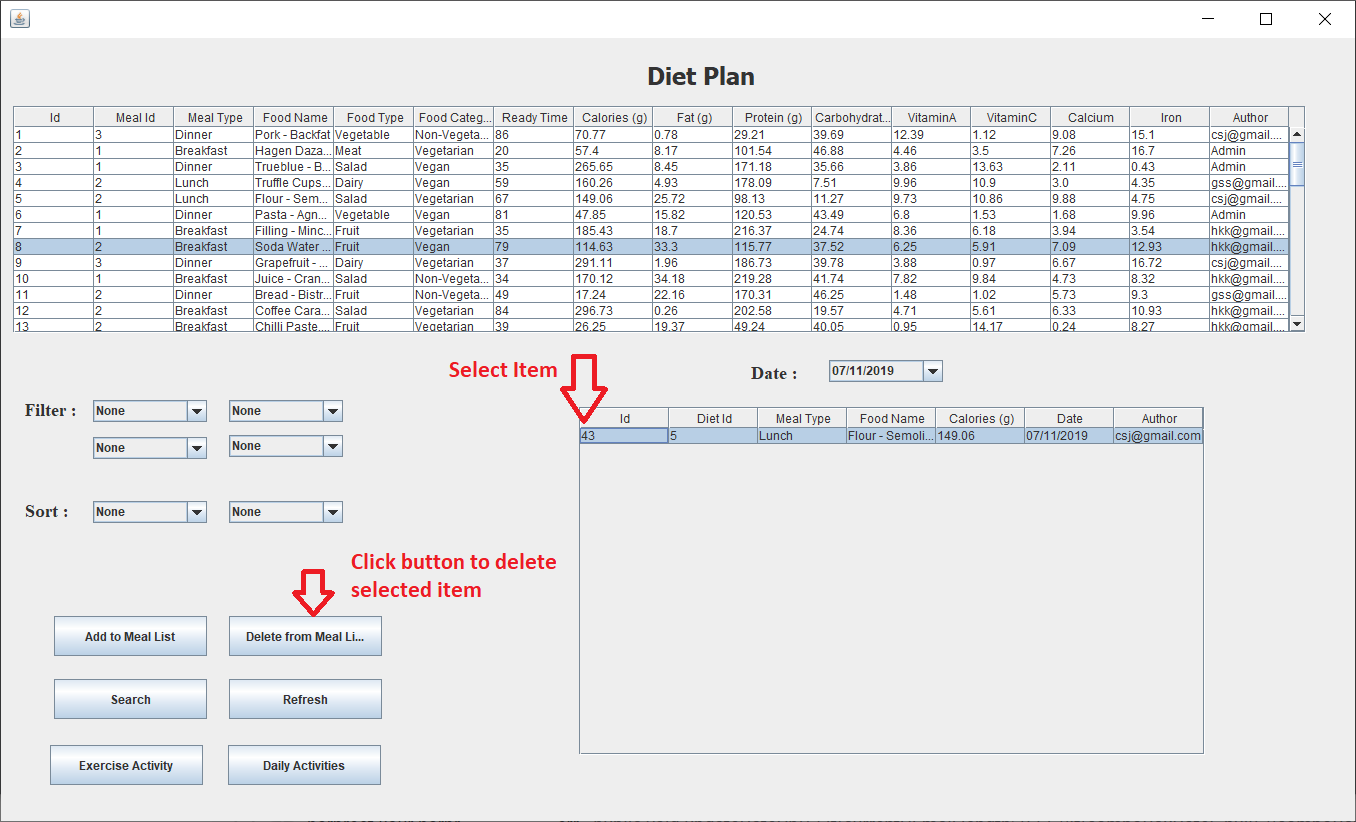 Diet Plan
Id Meal Id Meal Type Food Name Food Type Food Categ... Ready Time Calories (g) Fat (g) Protein (g) Carbohydrat... VitaminA VitaminC Calcium Iron Author
1 3 Dinner Pork - Backfat Vegetable Non-Vegeta... 86 70.77 0.78 29.21 39.69 12.39 1.12 9.08 15.1 csj@gmail....
2 1 Breakfast Hagen Daza... Meat Vegetarian 20 57.4 8.17 101.54 46.88 4.46 3.5 7.26 16.7 Admin
3 1 Dinner Trueblue - B... Salad Vegan 35 265.65 8.45 171.18 35.66 3.86 13.63 2.11 0.43 Admin
4 2 Lunch Truffle Cups... Dairy Vegan 59 160.26 4.93 178.09 7.51 9.96 10.9 3.0 4.35 gss@gmail....
5 2 Lunch Flour - Sem... Salad Vegetarian 67 149.06 25.72 98.13 11.27 9.73 10.86 9.88 4.75 csj@gmail....
6 1 Dinner Pasta - Agn... Vegetable Vegan 81 47.85 15.82 120.53 43.49 6.8 1.53 1.68 9.96 Admin
7 1 Breakfast Filling - Minc... Fruit Vegetarian 35 185.43 18.7 216.37 24.74 8.36 6.18 3.94 3.54 hkk@gmail....
8 2 Breakfast Soda Water ... Fruit Vegan 79 114.63 33.3 115.77 37.52 6.25 5.91 7.09 12.93 hkk@gmail....
9 3 Dinner Grapefruit - ... Dairy Vegetarian 37 291.11 1.96 186.73 39.78 3.88 0.97 6.67 16.72 csj@gmail....
10 1 Breakfast Juice - Cran... Salad Non-Vegeta... 34 170.12 34.18 219.28 41.74 7.82 9.84 4.73 8.32 hkk@gmail....
11 2 Dinner Bread - Bistr... Fruit Non-Vegeta... 49 17.24 22.16 170.31 46.25 1.48 1.02 5.73 9.3 gss@gmail....
12 2 Breakfast Coffee Cara... Salad Vegetarian 84 296.73 0.26 202.58 19.57 4.71 5.61 6.33 10.93 hkk@gmail....
13 2 Breakfast Chilli Paste... Fruit Vegetarian 39 26.25 19.37 49.24 40.05 0.95 14.17 0.24 8.27 hkk@gmail....
Select Item
Date : 07/11/2019
Filter : None None
None None
Sort : None None
Id Diet Id Meal Type Food Name Calories (g) Date Author
43 5 Lunch Flour - Semoli... 149.06 07/11/2019 csj@gmail.com
Click button to delete
selected item
Add to Meal List Delete from Meal Li...
Search Refresh
Exercise Activity Daily Activities